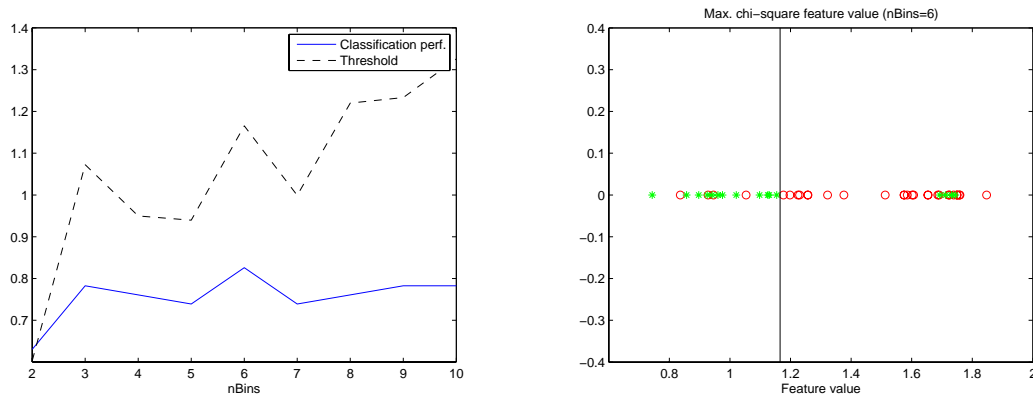 1.4
1.3
1.2
1.1
1
0.9
0.8
0.7
2 3 4 5 6 7 8 9 10
nBins
Classification perf.
Threshold
Max. chi−square feature value (nBins=6)
0.4
0.3
0.2
0.1
0
−0.1
−0.2
−0.3
−0.4
0.8 1 1.2 1.4 1.6 1.8 2
Feature value